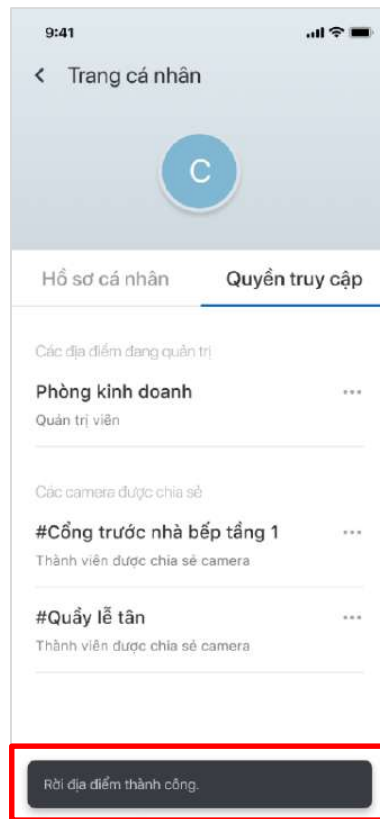 9:41
Trang cá nhân
C
Hồ sơ cá nhân Quyền truy cập
Các địa điểm đang quản trị
Phòng kinh doanh
Quản trị viên
Các camera được chia sẻ
#Cổng trước nhà bếp tầng 1
Thành viên được chia sẻ camera
#Quầy lễ tân
Thành viên được chia sẻ camera
Rời địa điểm thành công.